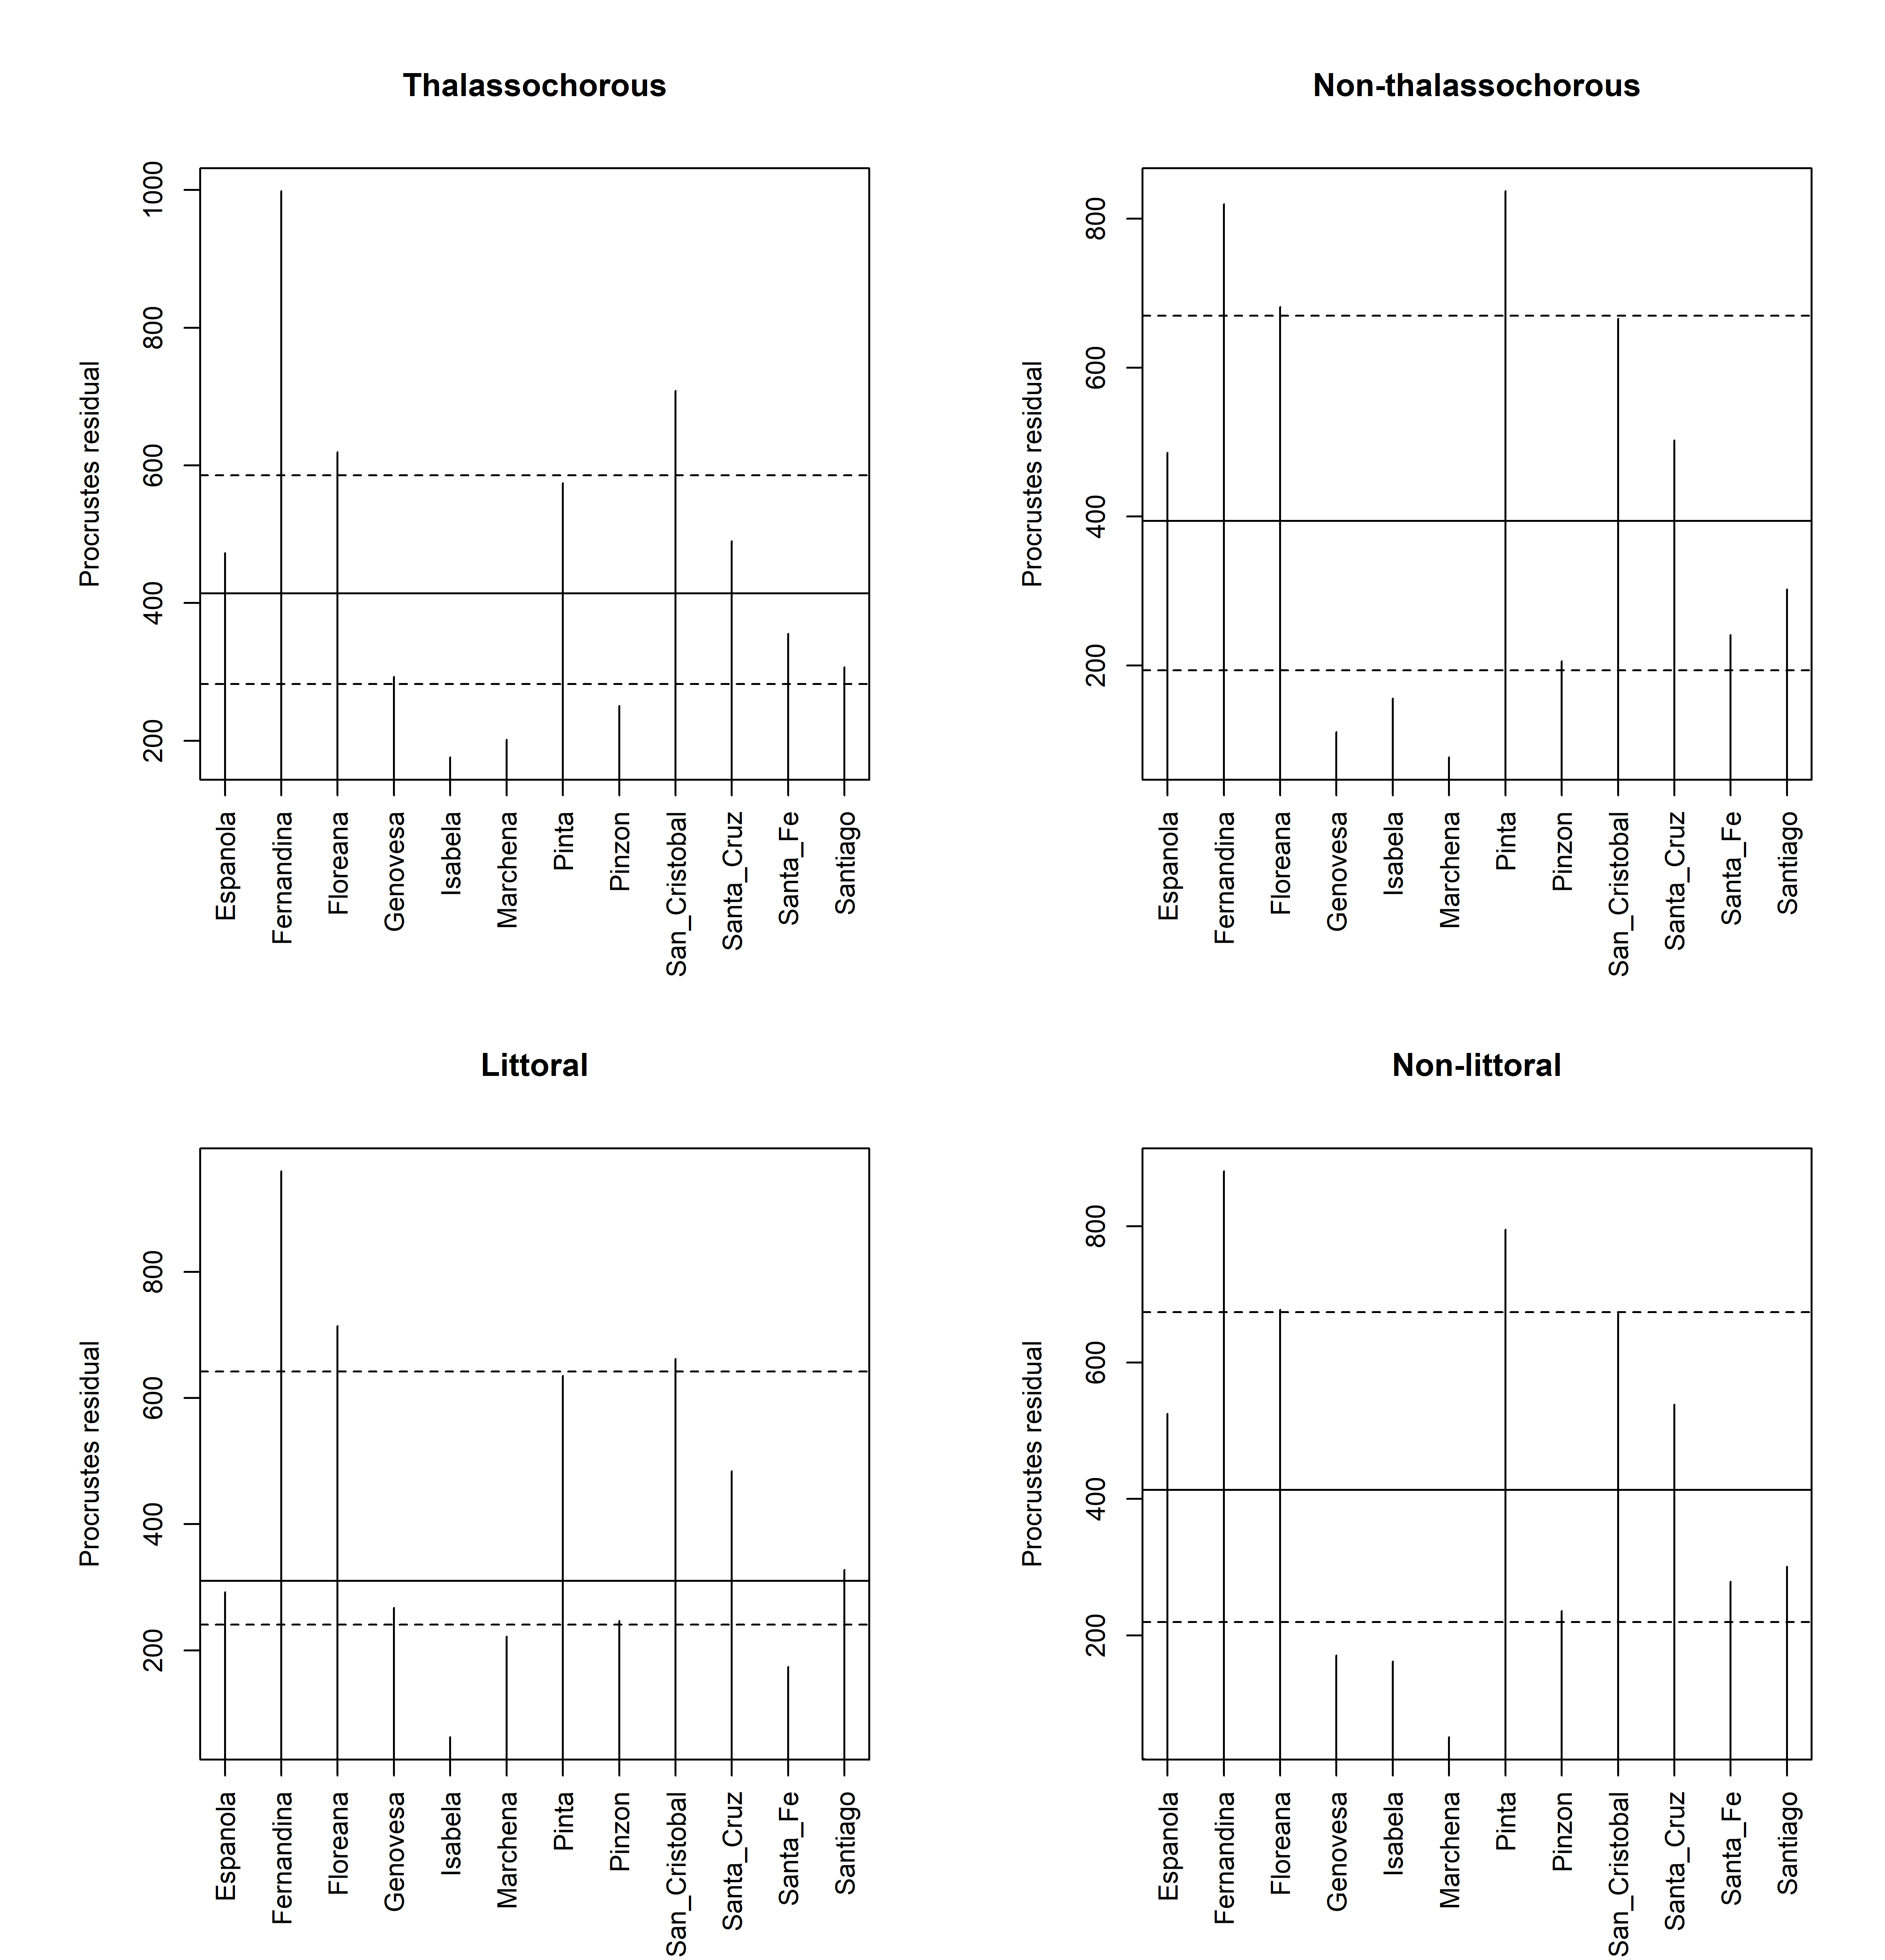 Thalassochorous
Procrustes residual
1000
800
600
400
200
Espanola
Fernandina
Floreana
Genovesa
Isabela
Marchena
Pinta
Pinzon
San_Cristobal
Santa_Cruz
Santa_Fe
Santiago
Non-thalassochorous
Procrustes residual
800
600
400
200
Espanola
Fernandina
Floreana
Genovesa
Isabela
Marchena
Pinta
Pinzon
San_Cristobal
Santa_Cruz
Santa_Fe
Santiago
Littoral
Procrustes residual
800
600
400
200
Espanola
Fernandina
Floreana
Genovesa
Isabela
Marchena
Pinta
Pinzon
San_Cristobal
Santa_Cruz
Santa_Fe
Santiago
Non-littoral
Procrustes residual
800
600
400
200
Espanola
Fernandina
Floreana
Genovesa
Isabela
Marchena
Pinta
Pinzon
San_Cristobal
Santa_Cruz
Santa_Fe
Santiago